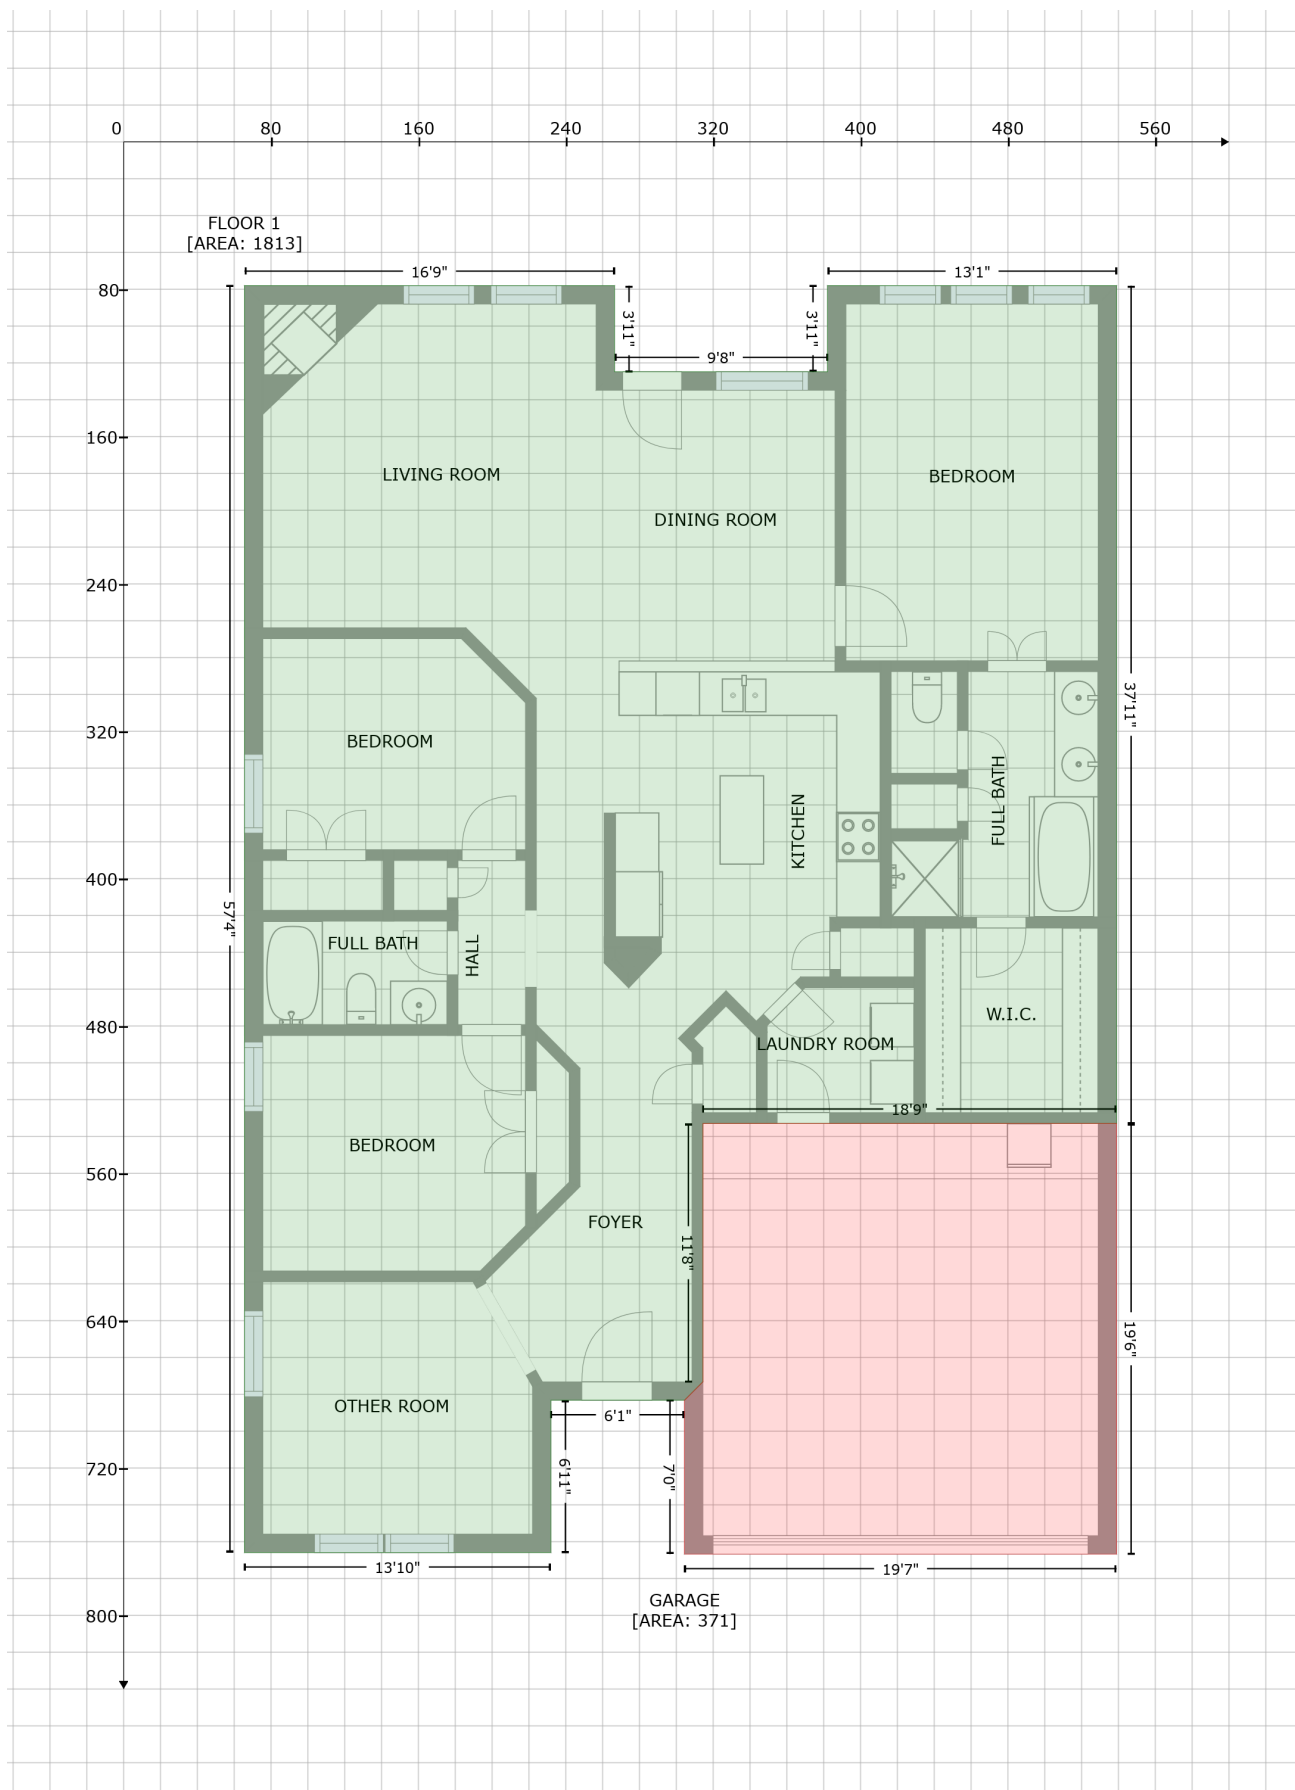 0 80 160 240 320 400 480 560
FLOOR 1
[AREA: 1813]
16'9"
13'1"
80
3'11"
3'11"
9'8"
160
LIVING ROOM
BEDROOM
DINING ROOM
240
37'11"
320
BEDROOM
FULL BATH
KITCHEN
400
57'4"
FULL BATH
HALL
480
W.I.C.
LAUNDRY ROOM
18'9"
BEDROOM
560
FOYER
11'8"
640
19'6"
OTHER ROOM
6'1"
720
6'11"
7'0"
13'10"
19'7"
GARAGE
[AREA: 371]
800